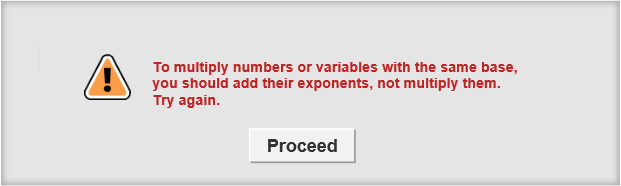 To multiply numbers or variables with the same base,
you should add their exponents, not multiply them.
Try again.
Proceed